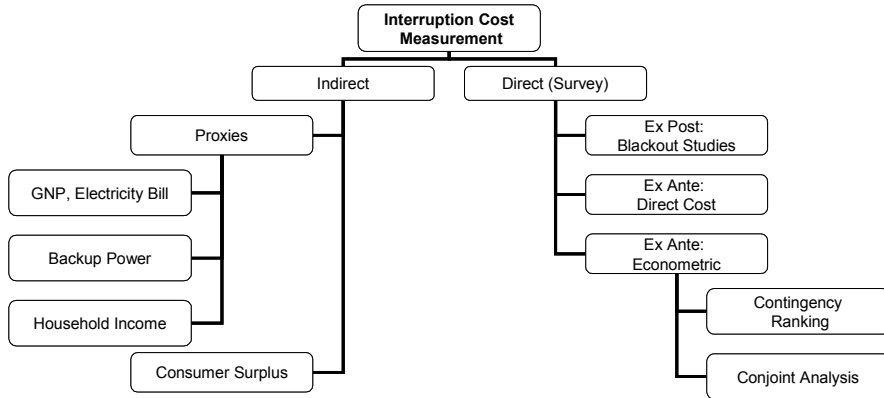 Interruption Cost
Measurement
Indirect
Direct (Survey)
Proxies
GNP, Electricity Bill
Backup Power
Household Income
Consumer Surplus
Ex Post:
Blackout Studies
Ex Ante:
Direct Cost
Ex Ante:
Econometric
Contingency
Ranking
Conjoint Analysis